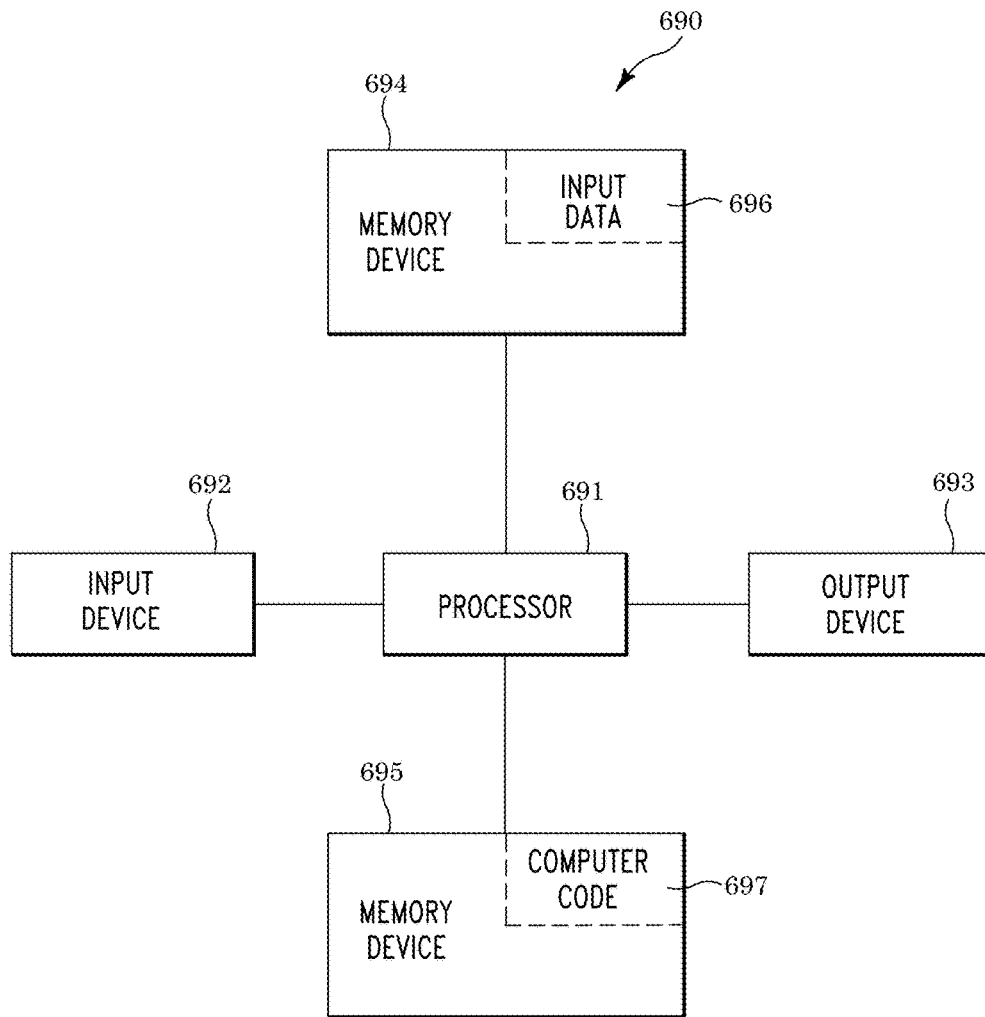 690
694
INPUT
DATA
696
MEMORY
DEVICE
692
691
693
INPUT
DEVICE
PROCESSOR
OUTPUT
DEVICE
695
COMPUTER
CODE
697
MEMORY
DEVICE